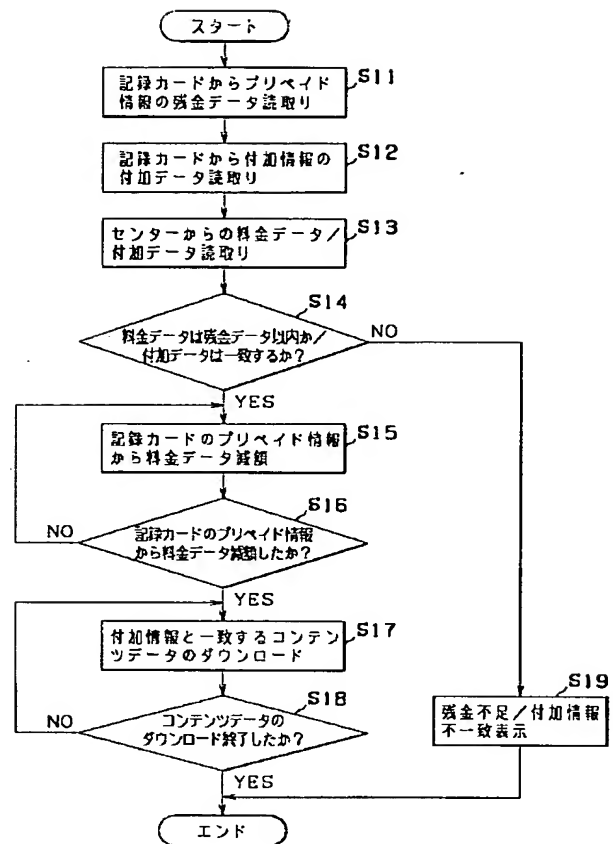 スタート
S11
記録カードからプリペイド
情報の残金データ読取り
S12
記録カードから付加情報の
付加データ読取り
S13
センターからの料金データ/
付加データ読取り
S14
料金データは残金データ以内か/
付加データは一致するか?
NO
YES
S15
記録カードのプリペイド情報
から料金データ減額
S16
記録カードのプリペイド情報
から料金データ減額したか?
NO
YES
S17
付加情報と一致するコンテン
ツデータのダウンロード
S18
コンテンツデータの
ダウンロード終了したか?
NO
YES
S19
残金不足/付加情報
不一致表示
エンド